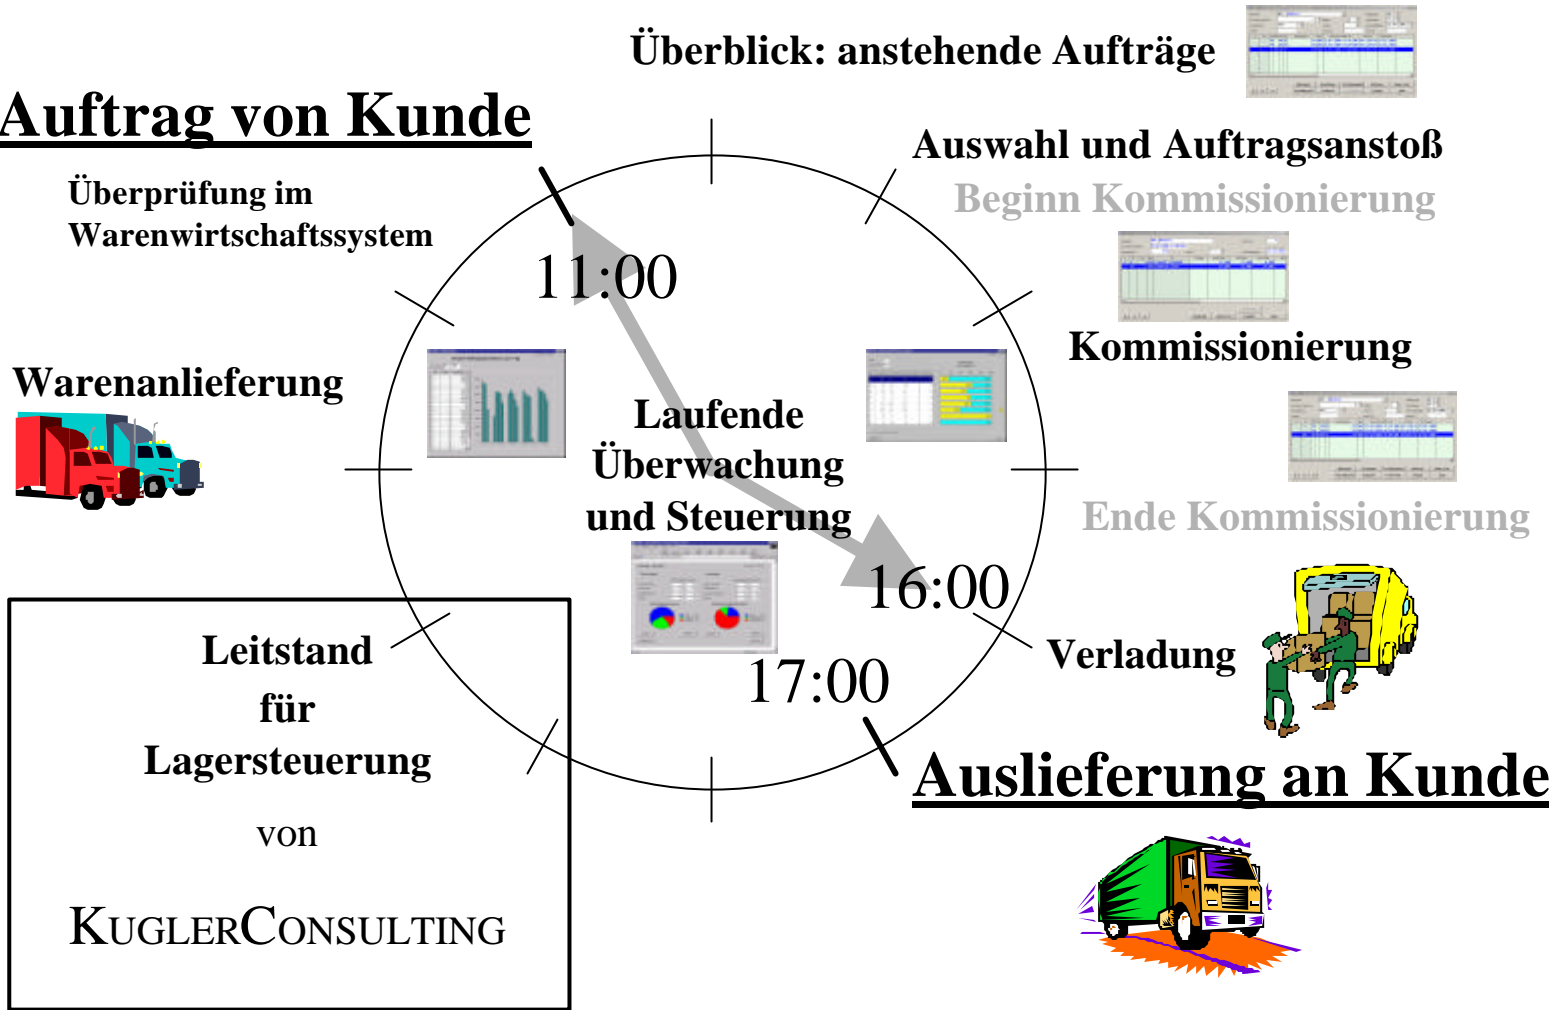 Überblick: anstehende Aufträge
Auftrag von Kunde
Auswahl und Auftragsanstoß
Überprüfung im
Warenwirtschaftssystem
Beginn Kommissionierung
11:00
Kommissionierung
Warenanlieferung
Laufende
Überwachung
und Steuerung
Ende Kommissionierung
16:00
Verladung
17:00
Auslieferung an Kunde
Leitstand
für
Lagersteuerung
von
KUGLERCONSULTING